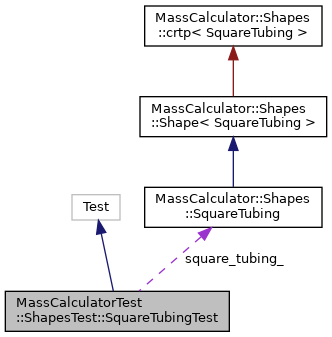 MassCalculator::Shapes
::crtp< SquareTubing >
MassCalculator::Shapes
::Shape< SquareTubing >
MassCalculator::Shapes
::SquareTubing
Test
square_tubing_
MassCalculatorTest
::ShapesTest::SquareTubingTest